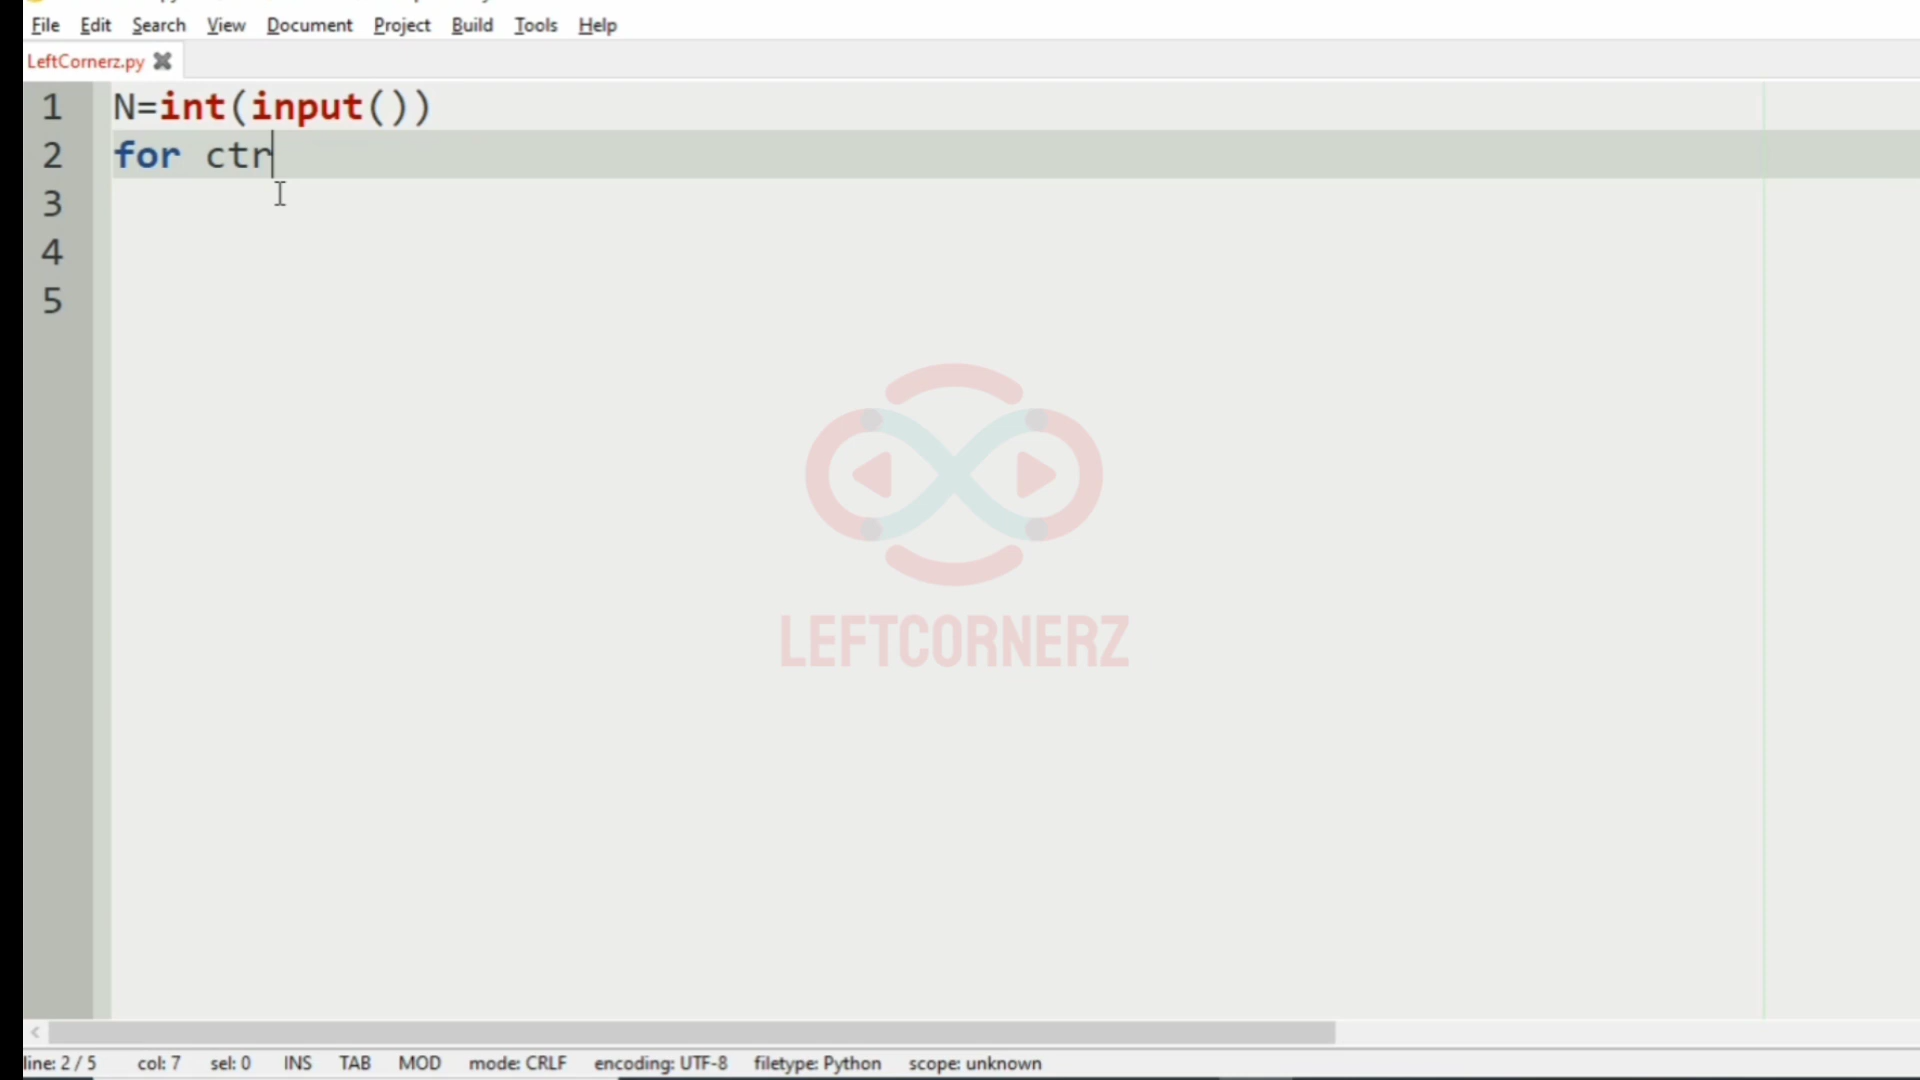 File Edit Search View Document Project Build Tools Help
LeftCornerz.py
1 N=int(input())
2 for ctr
3
4
5
LEFTCORNERZ
line: 2 / 5 col: 7 sel: 0 INS TAB MOD mode: CRLF encoding: UTF-8 filetype: Python scope: unknown